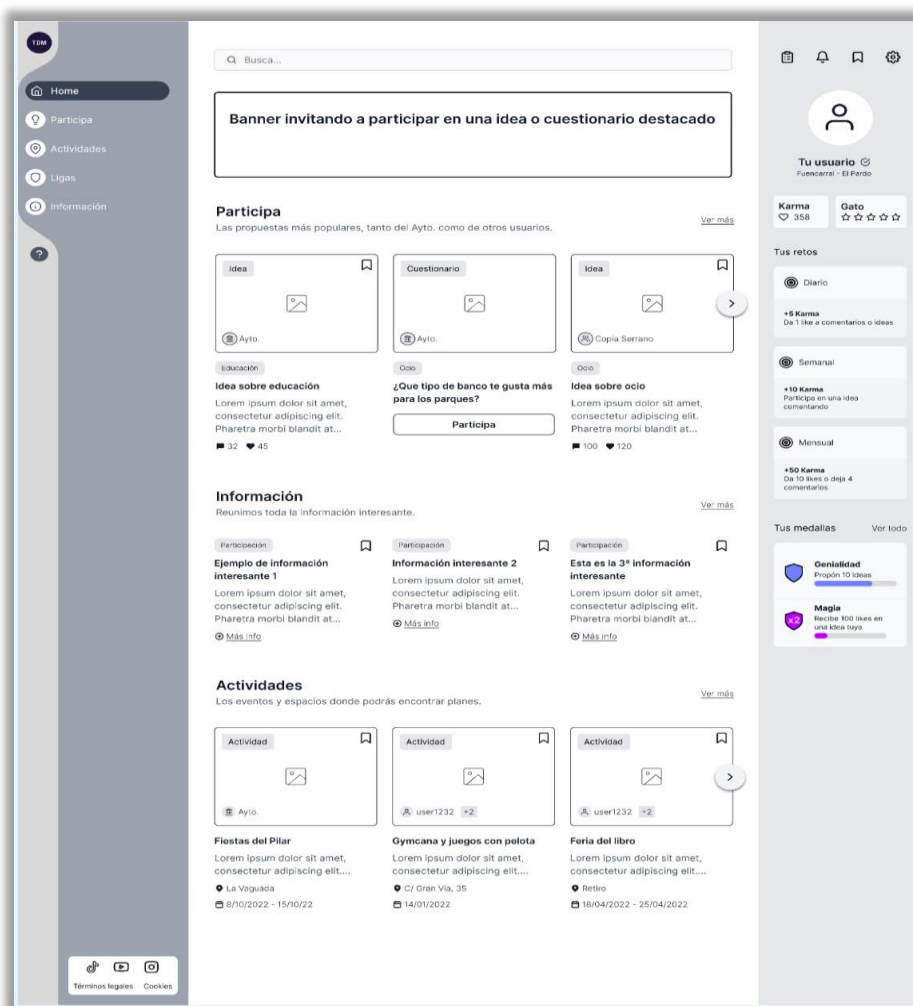 TDM
Home
Participa
Actividades
Ligas
Información
?
Términos legales Cookies
Busca...
Banner invitando a participar en una idea o cuestionario destacado
Participa
Las propuestas más populares, tanto del Ayto. como de otros usuarios.
Ver más
Idea
Ayto.
Educación
Idea sobre educación
Lorem ipsum dolor sit amet,
consectetur adipiscing elit.
Pharetra morbi blandit at...
32 45
Cuestionario
Ayto.
Ocio
¿Que tipo de banco te gusta más
para los parques?
Participa
Idea
Copia Serrano
Ocio
Idea sobre ocio
Lorem ipsum dolor sit amet,
consectetur adipiscing elit.
Pharetra morbi blandit at...
100 120
Información
Reunimos toda la información interesante.
Ver más
Participación
Ejemplo de información
interesante 1
Lorem ipsum dolor sit amet,
consectetur adipiscing elit.
Pharetra morbi blandit at...
Más info
Participación
Información interesante 2
Lorem ipsum dolor sit amet,
consectetur adipiscing elit.
Pharetra morbi blandit at...
Más info
Participación
Esta es la 3ª información
interesante
Lorem ipsum dolor sit amet,
consectetur adipiscing elit.
Pharetra morbi blandit at...
Más info
Actividades
Los eventos y espacios donde podrás encontrar planes.
Ver más
Actividad
Ayto.
Fiestas del Pilar
Lorem ipsum dolor sit amet,
consectetur adipiscing elit....
La Vaguada
8/10/2022 - 15/10/22
Actividad
user1232 +2
Gymcana y juegos con pelota
Lorem ipsum dolor sit amet,
consectetur adipiscing elit....
C/ Gran Vía, 35
14/01/2022
Actividad
user1232 +2
Feria del libro
Lorem ipsum dolor sit amet,
consectetur adipiscing elit....
Retiro
18/04/2022 - 25/04/2022
Tu usuario
Fuencarral - El Pardo
Karma
358
Gato
Tus retos
Diario
+5 Karma
Da 1 like a comentarios o ideas
Semanal
+10 Karma
Participa en una idea
comentando
Mensual
+50 Karma
Da 10 likes o deja 4
comentarios
Tus medallas Ver todo
Genialidad
Propón 10 ideas
x2
Magia
Recibe 100 likes en
una idea tuya